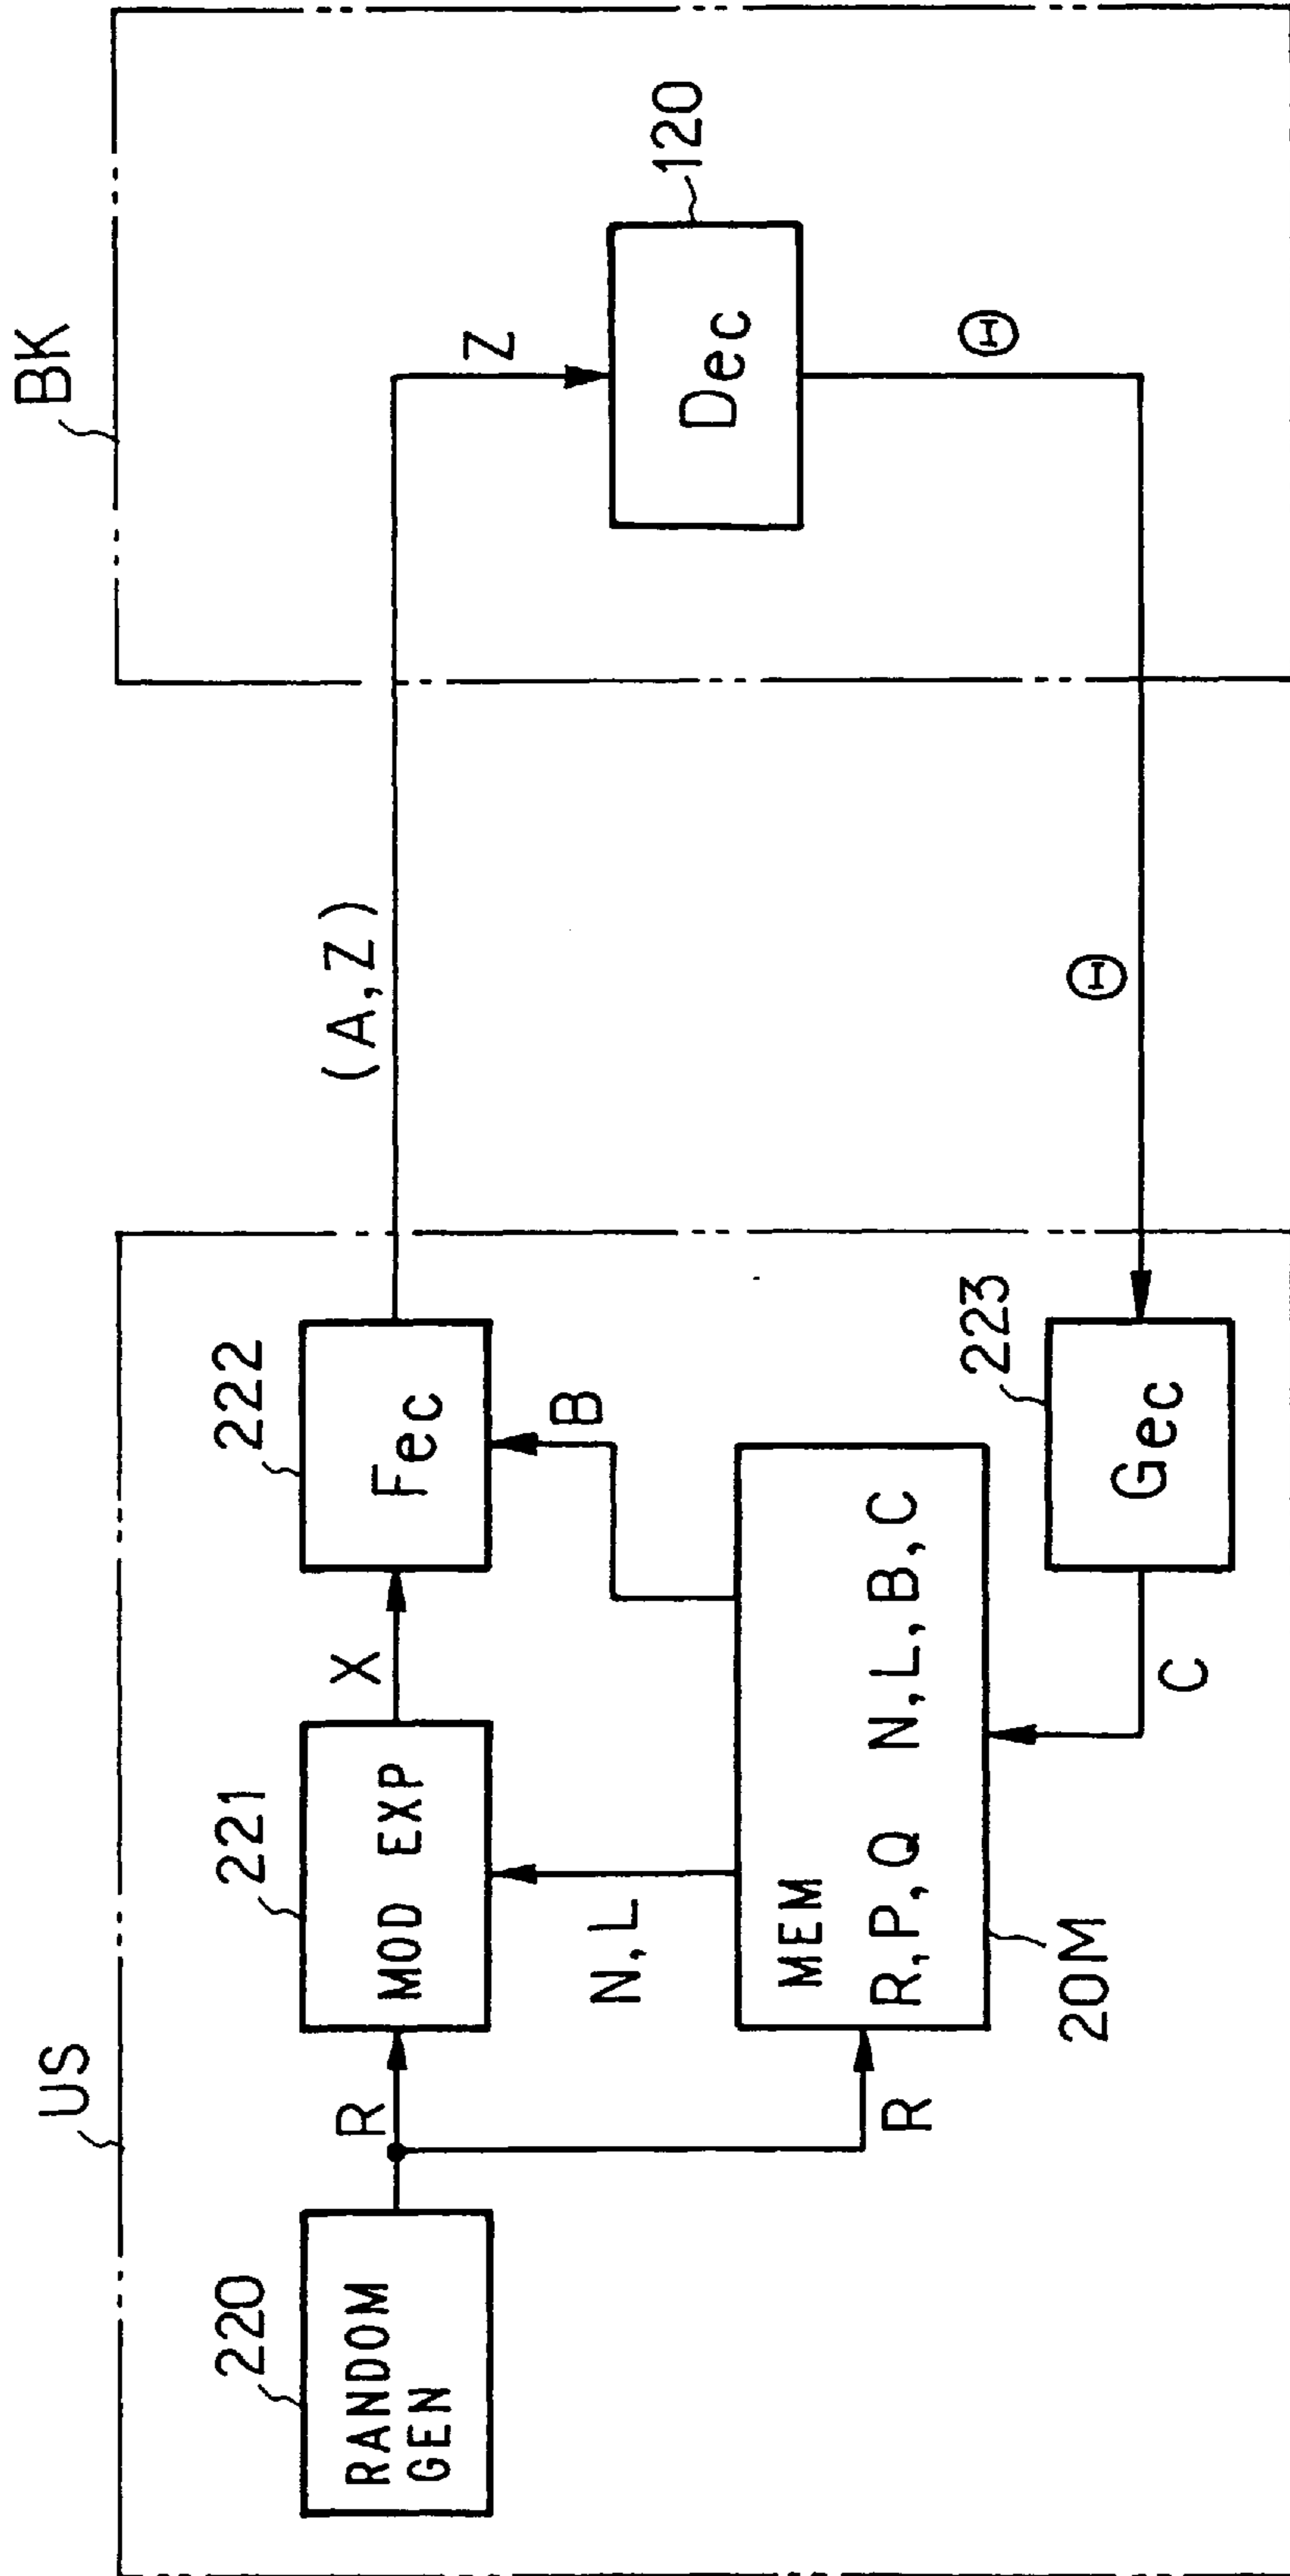 US
BK
220
221
222
RANDOM
GEN
R
MOD EXP
X
Fec
(A,Z)
Z
N,L
B
R
MEM
R,P,Q N,L,B,C
20M
C
223
Gec
Θ
Dec
120
Θ